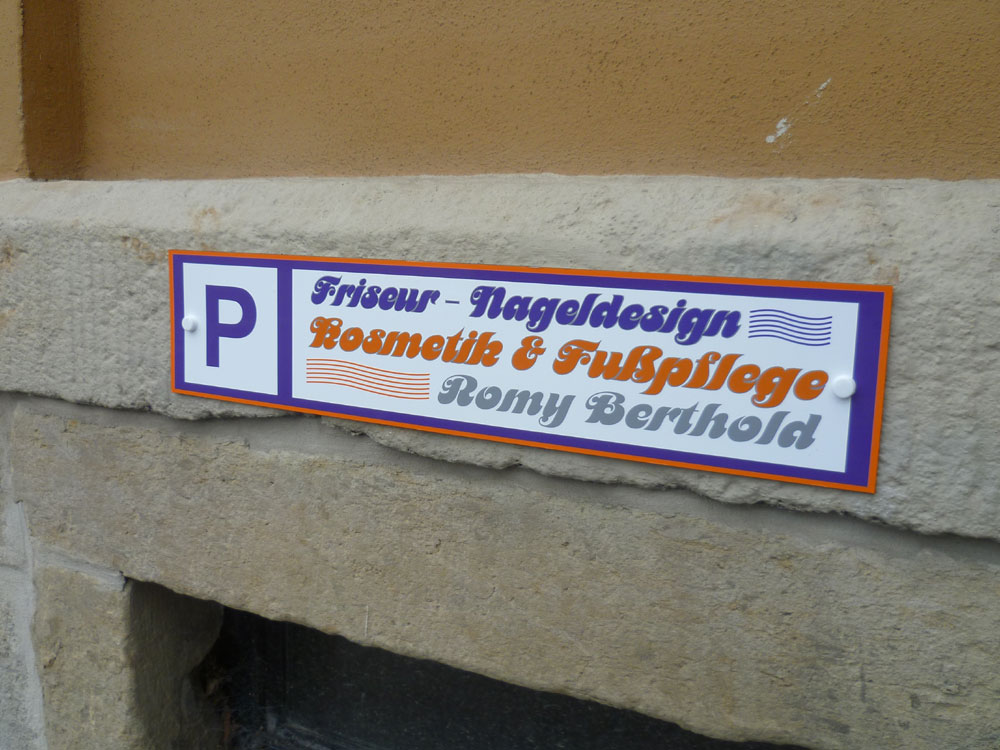 P
Friseur – Nageldesign
Kosmetik & Fußpflege
Romy Berthold